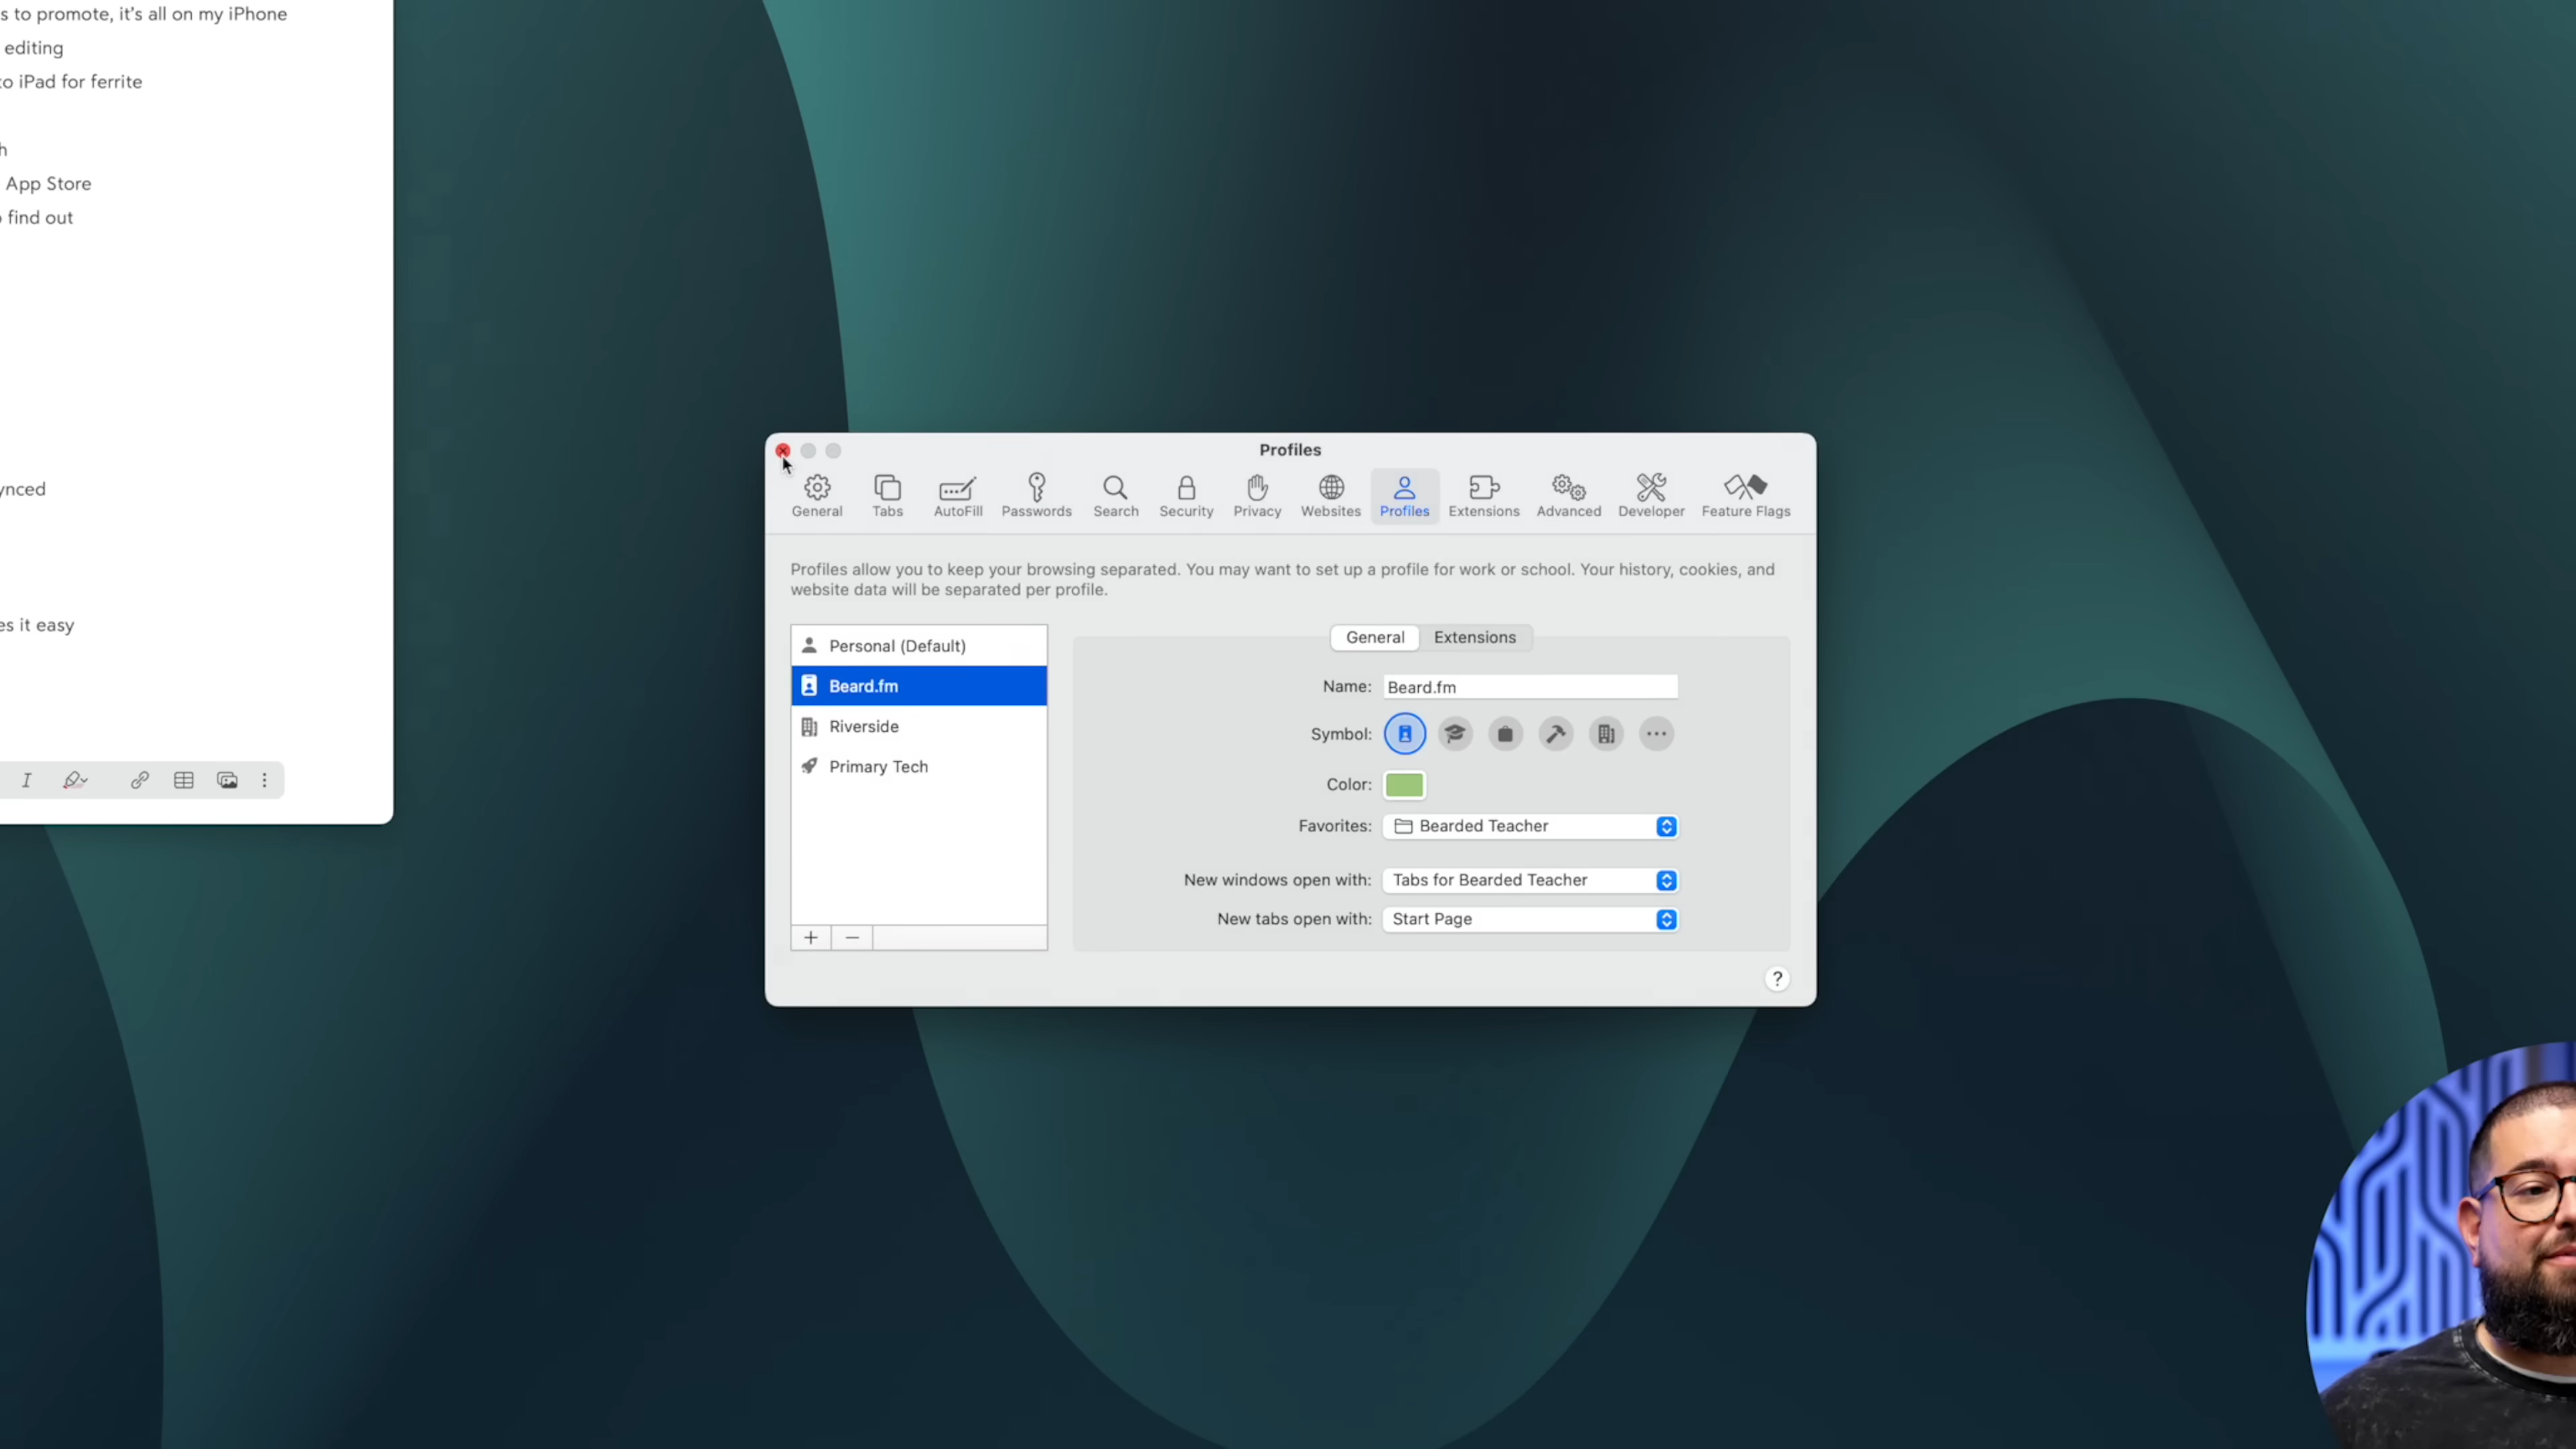 s to promote, it's all on my iPhone
editing
to iPad for ferrite
h
App Store
find out
ynced
es it easy
Profiles
General
Tabs
AutoFill
Passwords
Search
Security
Privacy
Websites
Profiles
Extensions
Advanced
Developer
Feature Flags
Profiles allow you to keep your browsing separated. You may want to set up a profile for work or school. Your history, cookies, and
website data will be separated per profile.
Personal (Default)
Beard.fm
Riverside
Primary Tech
+ −
General Extensions
Name: Beard.fm
Symbol:
Color:
Favorites: Bearded Teacher
New windows open with: Tabs for Bearded Teacher
New tabs open with: Start Page
?